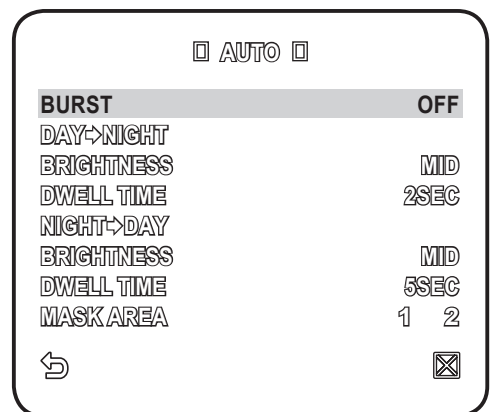 AUTO
BURST OFF
DAY⇨NIGHT
BRIGHTNESS MID
DWELL TIME 2SEC
NIGHT⇨DAY
BRIGHTNESS MID
DWELL TIME 5SEC
MASK AREA 1 2